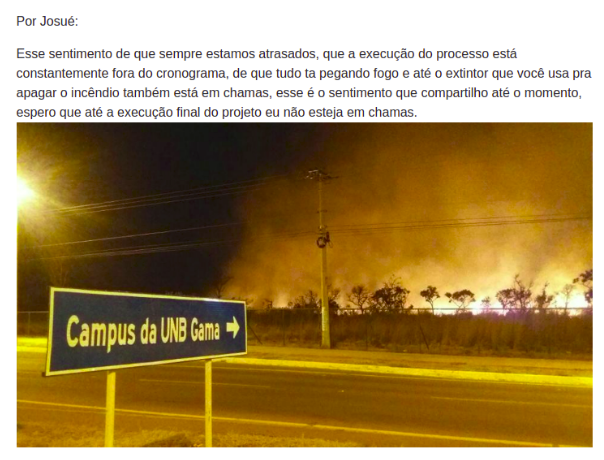 Por Josué:
Esse sentimento de que sempre estamos atrasados, que a execução do processo está
constantemente fora do cronograma, de que tudo ta pegando fogo e até o extintor que você usa pra
apagar o incêndio também está em chamas, esse é o sentimento que compartilho até o momento,
espero que até a execução final do projeto eu não esteja em chamas.
Campus da UNB Gama